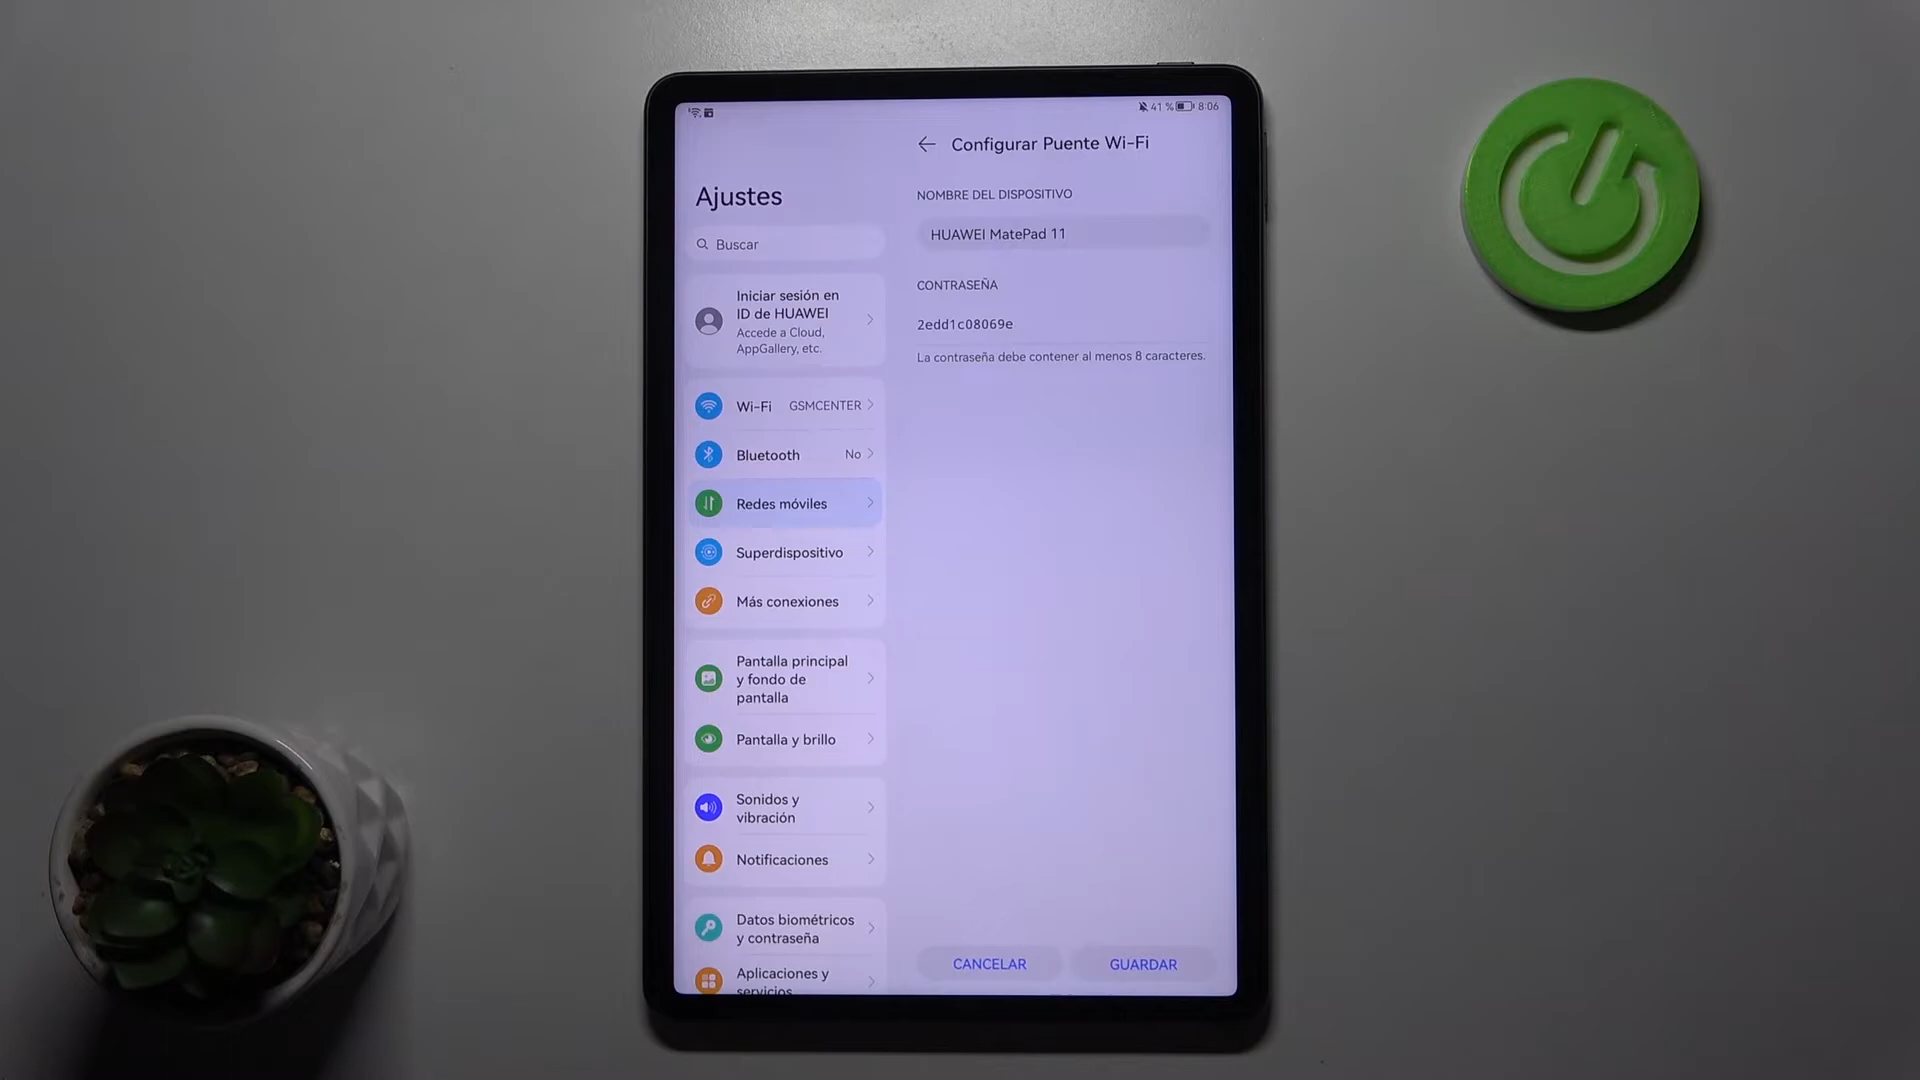 41 % 8:06
Ajustes
Buscar
Iniciar sesión en
ID de HUAWEI
Accede a Cloud,
AppGallery, etc.
Wi-Fi GSMCENTER
Bluetooth No
Redes móviles
Superdispositivo
Más conexiones
Pantalla principal
y fondo de
pantalla
Pantalla y brillo
Sonidos y
vibración
Notificaciones
Datos biométricos
y contraseña
Aplicaciones y
servicios
Configurar Puente Wi-Fi
NOMBRE DEL DISPOSITIVO
HUAWEI MatePad 11
CONTRASEÑA
2edd1c08069e
La contraseña debe contener al menos 8 caracteres.
CANCELAR GUARDAR